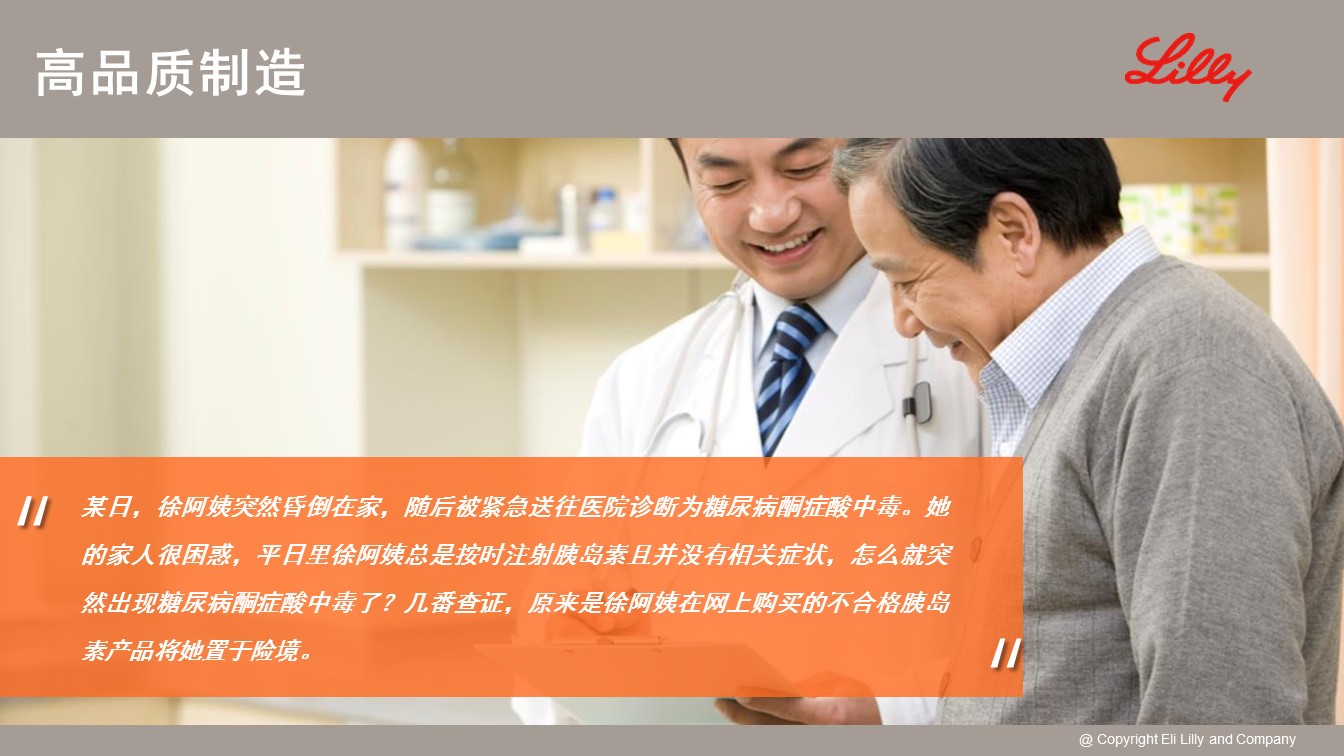 高品质制造
Lilly
某日，徐阿姨突然昏倒在家，随后被紧急送往医院诊断为糖尿病酮症酸中毒。她
的家人很困惑，平日里徐阿姨总是按时注射胰岛素且并没有相关症状，怎么就突
然出现糖尿病酮症酸中毒了？几番查证，原来是徐阿姨在网上购买的不合格胰岛
素产品将她置于险境。
@ Copyright Eli Lilly and Company